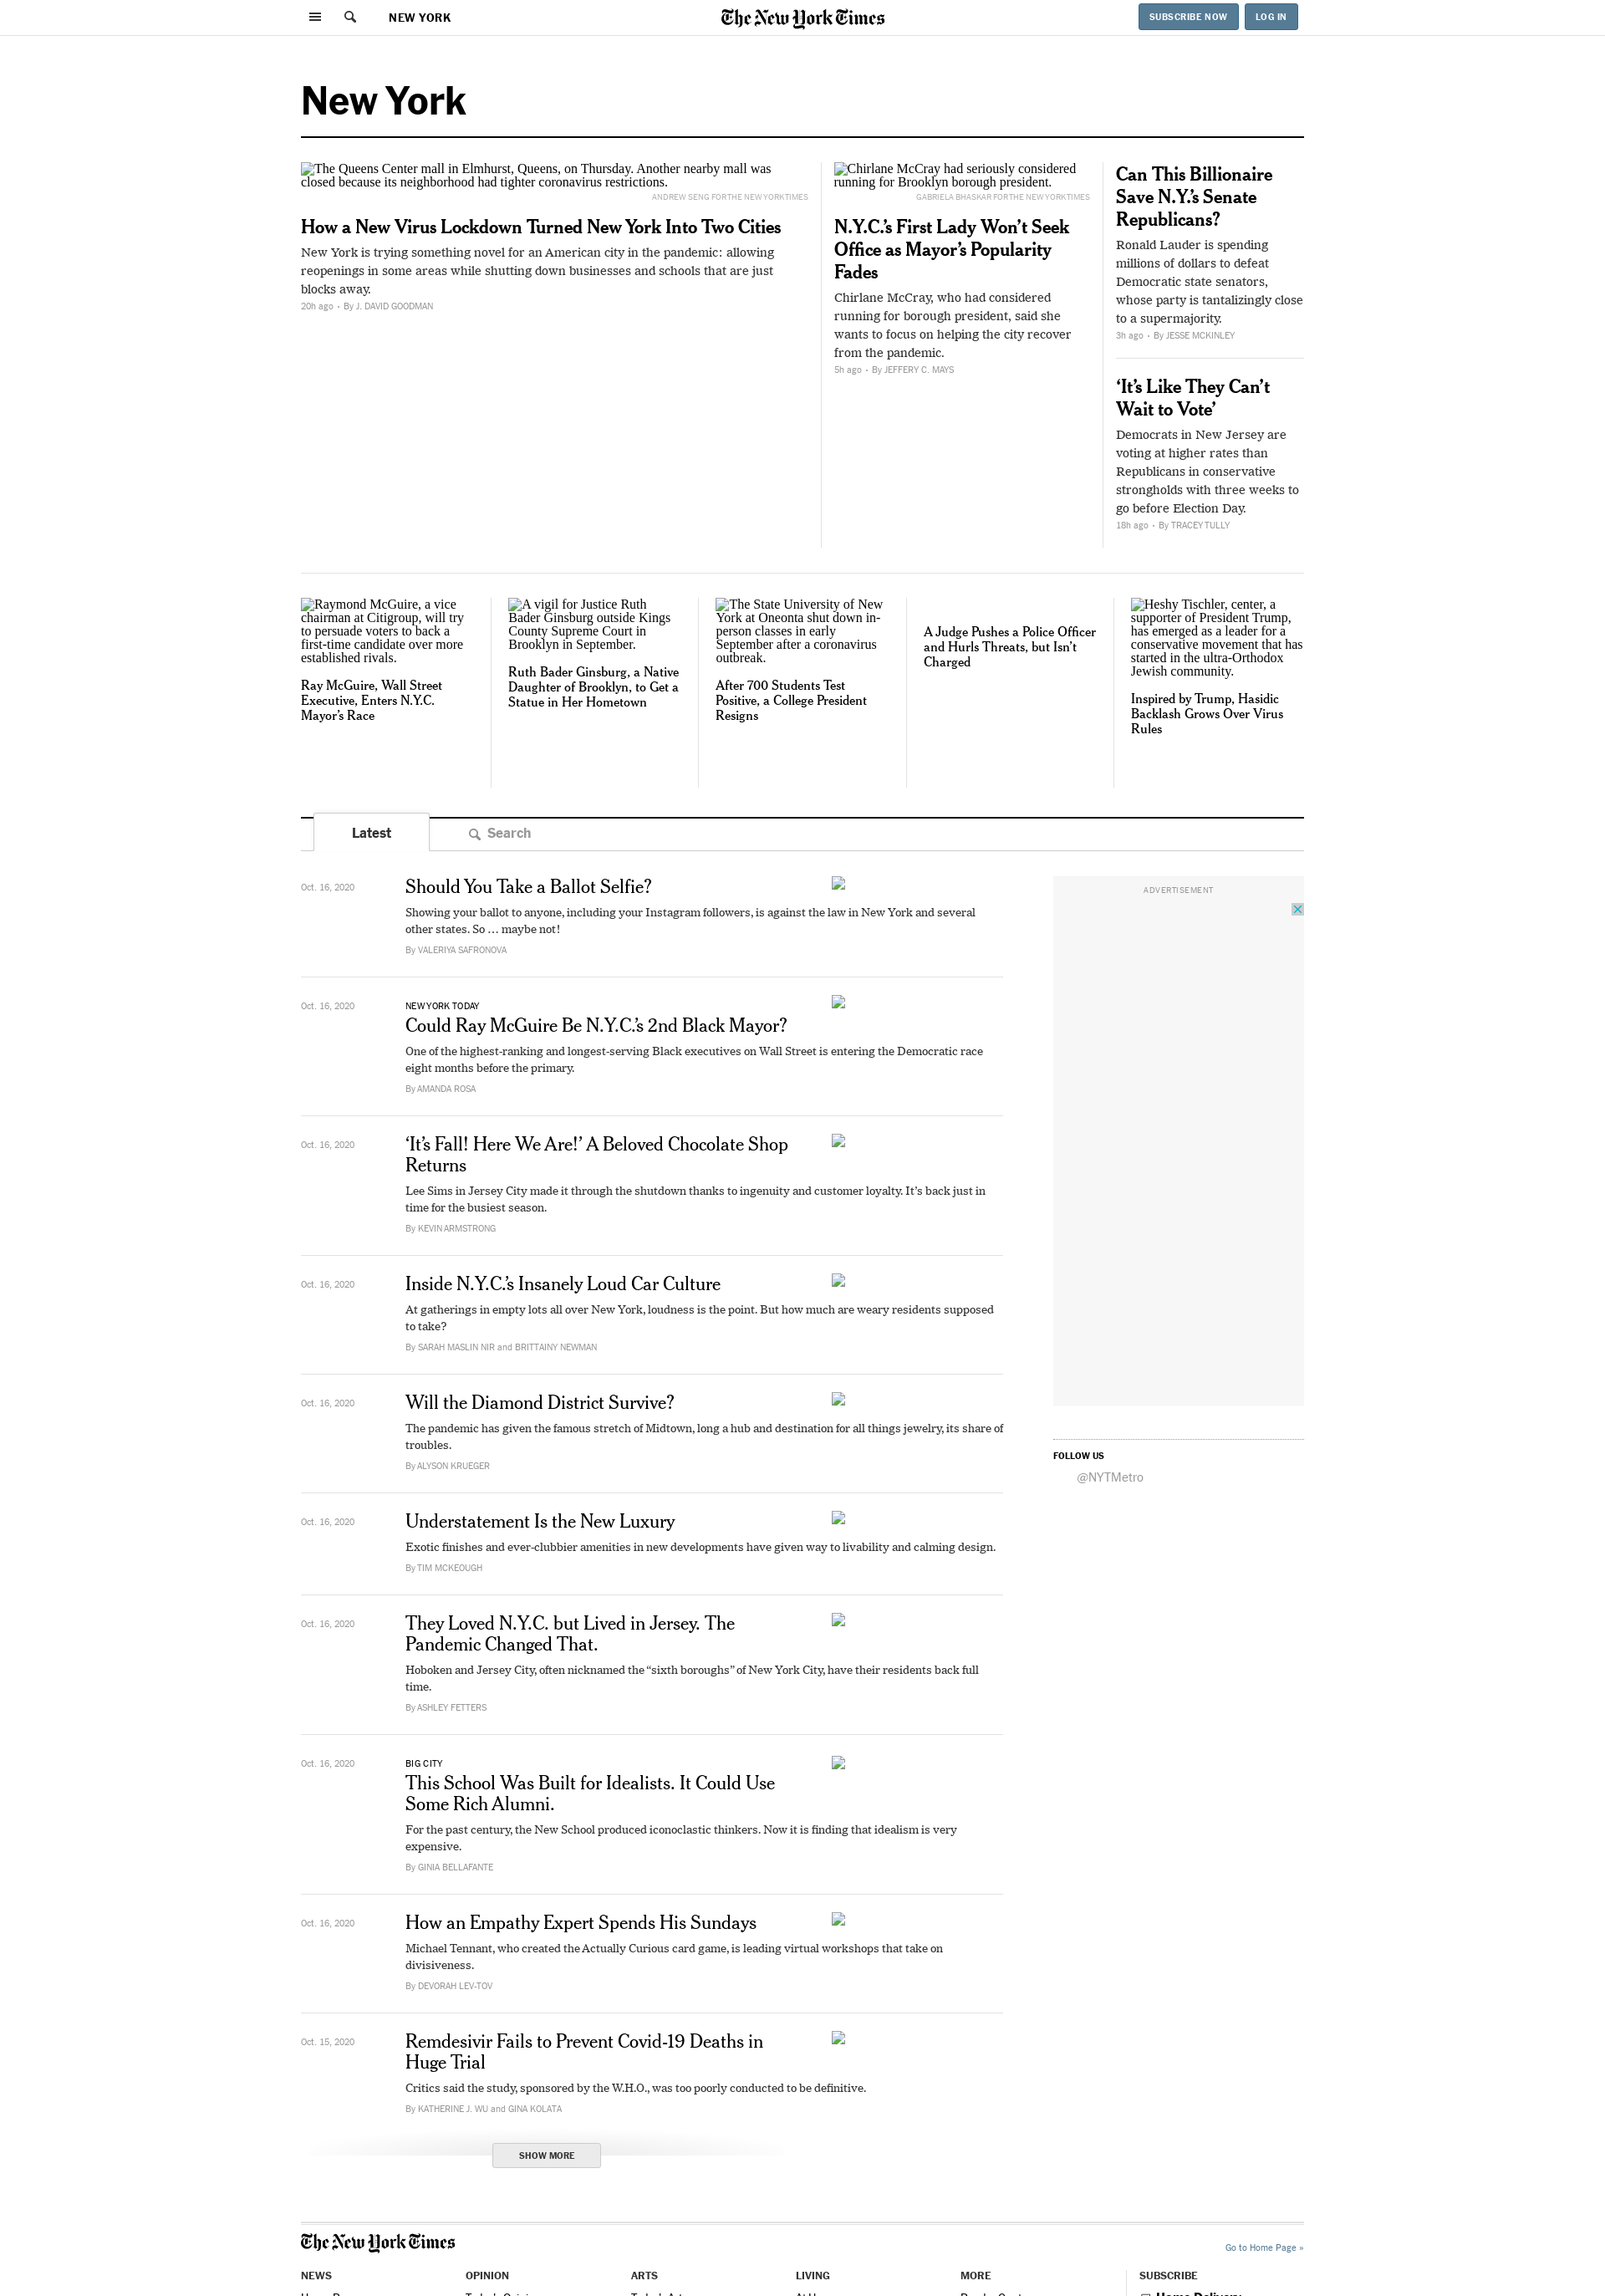 NEW YORK
The New York Times
SUBSCRIBE NOW
LOG IN
New York
The Queens Center mall in Elmhurst, Queens, on Thursday. Another nearby mall was
closed because its neighborhood had tighter coronavirus restrictions.
ANDREW SENG FOR THE NEW YORK TIMES
How a New Virus Lockdown Turned New York Into Two Cities
New York is trying something novel for an American city in the pandemic: allowing
reopenings in some areas while shutting down businesses and schools that are just
blocks away.
20h ago • By J. DAVID GOODMAN
Chirlane McCray had seriously considered
running for Brooklyn borough president.
GABRIELA BHASKAR FOR THE NEW YORK TIMES
N.Y.C.’s First Lady Won’t Seek
Office as Mayor’s Popularity
Fades
Chirlane McCray, who had considered
running for borough president, said she
wants to focus on helping the city recover
from the pandemic.
5h ago • By JEFFERY C. MAYS
Can This Billionaire
Save N.Y.’s Senate
Republicans?
Ronald Lauder is spending
millions of dollars to defeat
Democratic state senators,
whose party is tantalizingly close
to a supermajority.
3h ago • By JESSE MCKINLEY
‘It’s Like They Can’t
Wait to Vote’
Democrats in New Jersey are
voting at higher rates than
Republicans in conservative
strongholds with three weeks to
go before Election Day.
18h ago • By TRACEY TULLY
Raymond McGuire, a vice
chairman at Citigroup, will try
to persuade voters to back a
first-time candidate over more
established rivals.
Ray McGuire, Wall Street
Executive, Enters N.Y.C.
Mayor’s Race
A vigil for Justice Ruth
Bader Ginsburg outside Kings
County Supreme Court in
Brooklyn in September.
Ruth Bader Ginsburg, a Native
Daughter of Brooklyn, to Get a
Statue in Her Hometown
The State University of New
York at Oneonta shut down in-
person classes in early
September after a coronavirus
outbreak.
After 700 Students Test
Positive, a College President
Resigns
A Judge Pushes a Police Officer
and Hurls Threats, but Isn’t
Charged
Heshy Tischler, center, a
supporter of President Trump,
has emerged as a leader for a
conservative movement that has
started in the ultra-Orthodox
Jewish community.
Inspired by Trump, Hasidic
Backlash Grows Over Virus
Rules
Latest
Search
Oct. 16, 2020
Should You Take a Ballot Selfie?
Showing your ballot to anyone, including your Instagram followers, is against the law in New York and several
other states. So … maybe not!
By VALERIYA SAFRONOVA
ADVERTISEMENT
Oct. 16, 2020
NEW YORK TODAY
Could Ray McGuire Be N.Y.C.’s 2nd Black Mayor?
One of the highest-ranking and longest-serving Black executives on Wall Street is entering the Democratic race
eight months before the primary.
By AMANDA ROSA
Oct. 16, 2020
‘It’s Fall! Here We Are!’ A Beloved Chocolate Shop
Returns
Lee Sims in Jersey City made it through the shutdown thanks to ingenuity and customer loyalty. It’s back just in
time for the busiest season.
By KEVIN ARMSTRONG
Oct. 16, 2020
Inside N.Y.C.’s Insanely Loud Car Culture
At gatherings in empty lots all over New York, loudness is the point. But how much are weary residents supposed
to take?
By SARAH MASLIN NIR and BRITTAINY NEWMAN
Oct. 16, 2020
Will the Diamond District Survive?
The pandemic has given the famous stretch of Midtown, long a hub and destination for all things jewelry, its share of
troubles.
By ALYSON KRUEGER
FOLLOW US
@NYTMetro
Oct. 16, 2020
Understatement Is the New Luxury
Exotic finishes and ever-clubbier amenities in new developments have given way to livability and calming design.
By TIM MCKEOUGH
Oct. 16, 2020
They Loved N.Y.C. but Lived in Jersey. The
Pandemic Changed That.
Hoboken and Jersey City, often nicknamed the “sixth boroughs” of New York City, have their residents back full
time.
By ASHLEY FETTERS
Oct. 16, 2020
BIG CITY
This School Was Built for Idealists. It Could Use
Some Rich Alumni.
For the past century, the New School produced iconoclastic thinkers. Now it is finding that idealism is very
expensive.
By GINIA BELLAFANTE
Oct. 16, 2020
How an Empathy Expert Spends His Sundays
Michael Tennant, who created the Actually Curious card game, is leading virtual workshops that take on
divisiveness.
By DEVORAH LEV-TOV
Oct. 15, 2020
Remdesivir Fails to Prevent Covid-19 Deaths in
Huge Trial
Critics said the study, sponsored by the W.H.O., was too poorly conducted to be definitive.
By KATHERINE J. WU and GINA KOLATA
SHOW MORE
The New York Times
Go to Home Page »
NEWS
OPINION
ARTS
LIVING
MORE
SUBSCRIBE